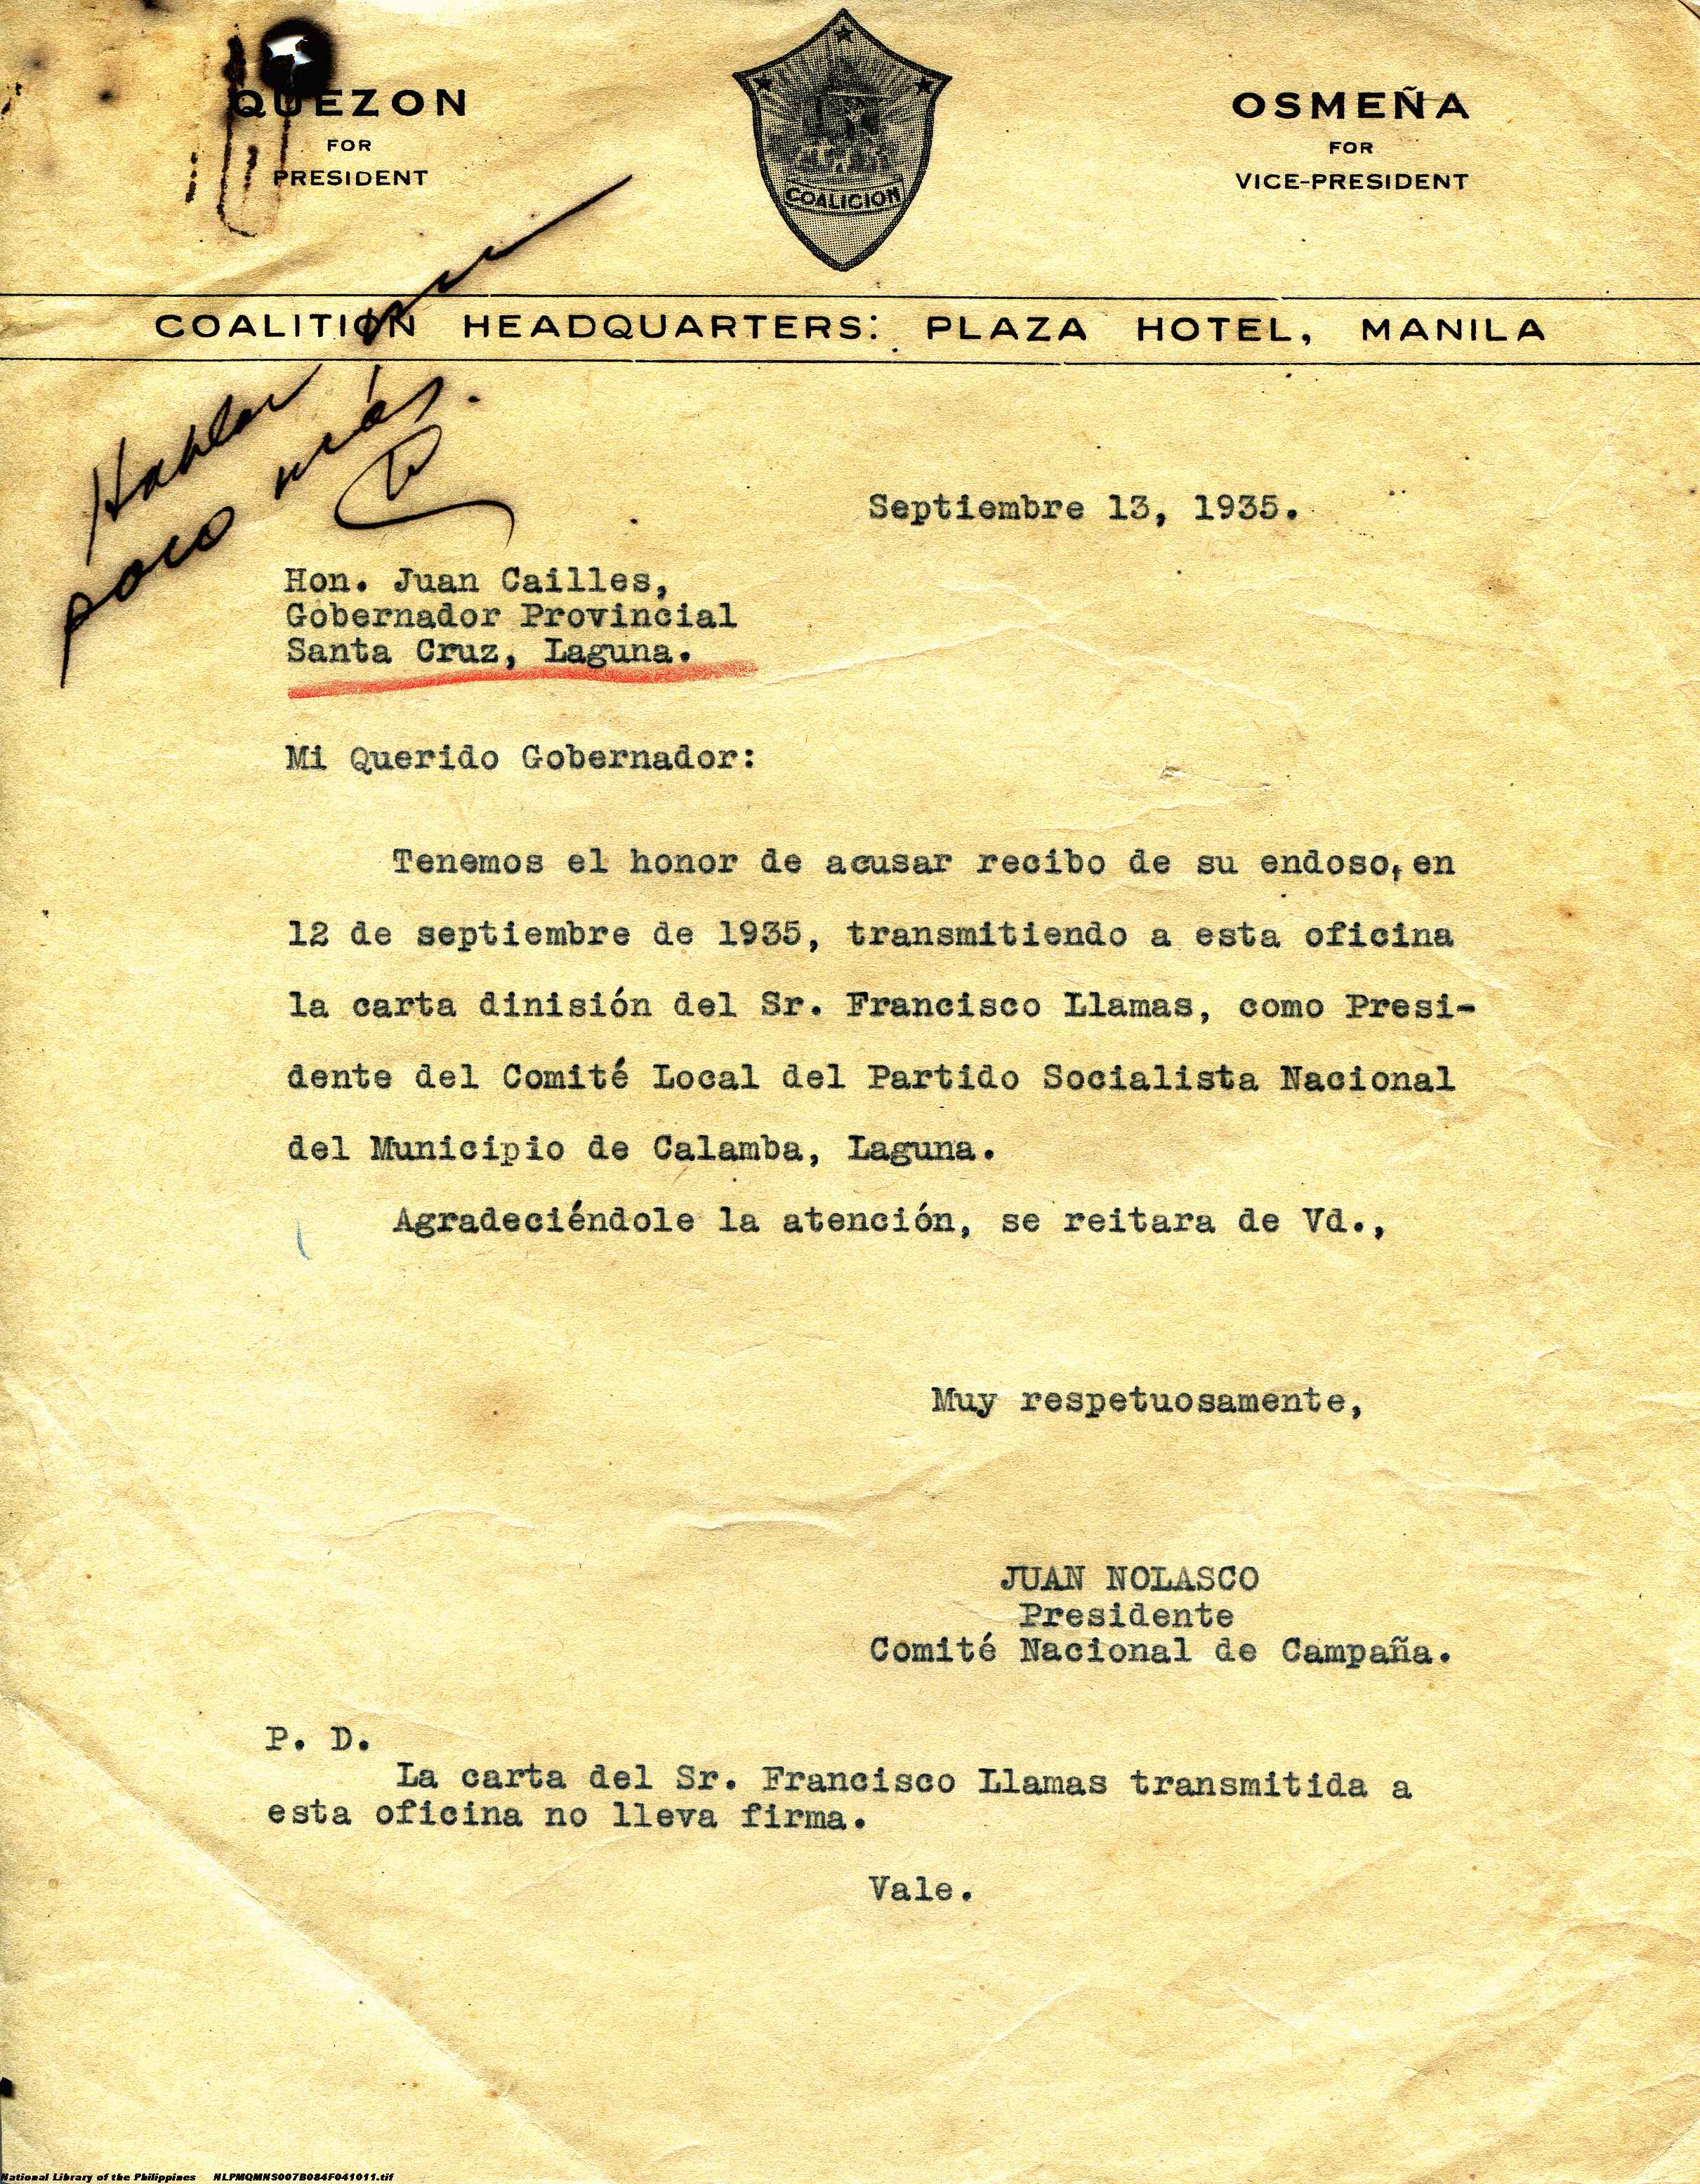 QUEZON
FOR
PRESIDENT
COALICION
OSMEÑA
FOR
VICE-PRESIDENT
COALITION HEADQUARTERS: PLAZA HOTEL, MANILA
Hablar un
poco más.
Septiembre 13, 1935.
Hon. Juan Cailles,
Gobernador Provincial
Santa Cruz, Laguna.
Mi Querido Gobernador:
Tenemos el honor de acusar recibo de su endoso, en
12 de septiembre de 1935, transmitiendo a esta oficina
la carta dinisión del Sr. Francisco Llamas, como Presi-
dente del Comité Local del Partido Socialista Nacional
del Municipio de Calamba, Laguna.
Agradeciéndole la atención, se reitara de Vd.,
Muy respetuosamente,
JUAN NOLASCO
Presidente
Comité Nacional de Campaña.
P. D.
La carta del Sr. Francisco Llamas transmitida a
esta oficina no lleva firma.
Vale.
National Library of the Philippines NLPMQMNS007B084F041011.tif